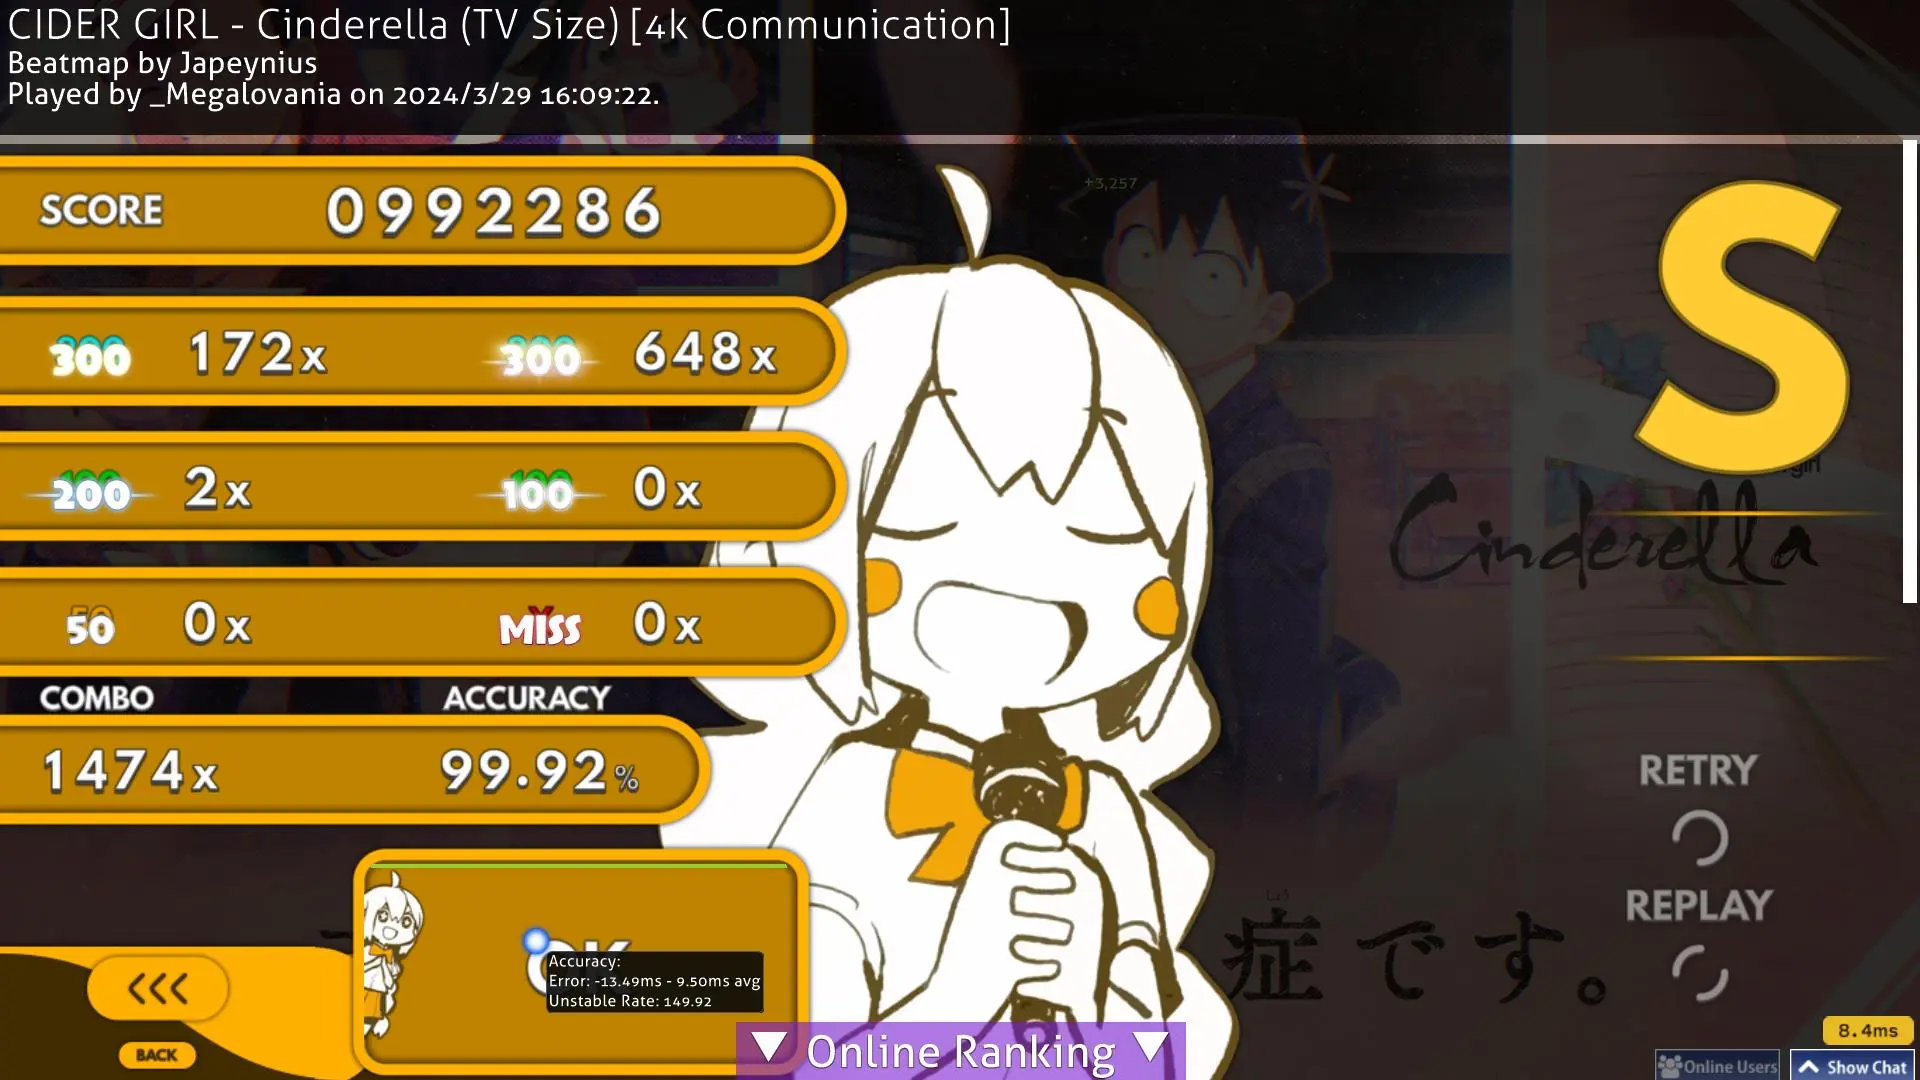 CIDER GIRL - Cinderella (TV Size) [4k Communication]
Beatmap by Japeynius
Played by _Megalovania on 2024/3/29 16:09:22.
+3,257
SCORE 0992286
S
300 172x 300 648x
200 2x 100 0x
Cinderella
50 0x MISS 0x
COMBO ACCURACY
1474x 99.92%
RETRY
REPLAY
OK
Accuracy:
Error: -13.49ms - 9.50ms avg
Unstable Rate: 149.92
症です。
<<<
BACK
▼ Online Ranking ▼
8.4ms
Online Users
Show Chat